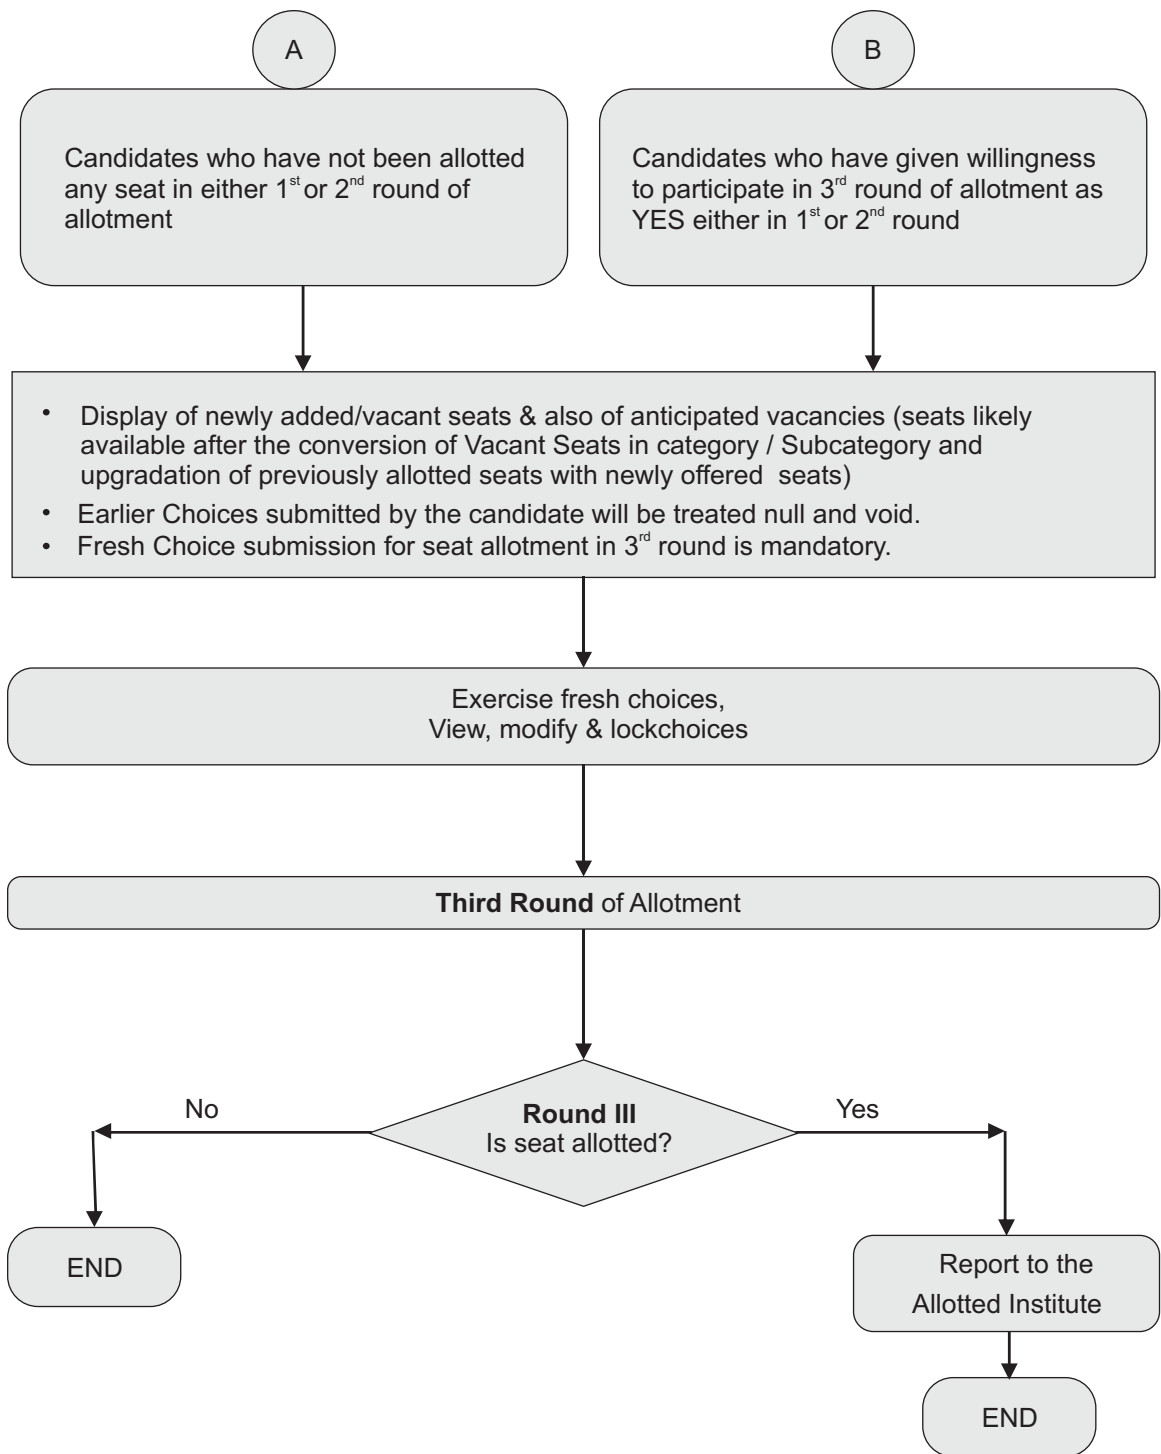 A
B
Candidates who have not been allotted
any seat in either 1st or 2nd round of
allotment
Candidates who have given willingness
to participate in 3rd round of allotment as
YES either in 1st or 2nd round
• Display of newly added/vacant seats & also of anticipated vacancies (seats likely
available after the conversion of Vacant Seats in category / Subcategory and
upgradation of previously allotted seats with newly offered seats)
• Earlier Choices submitted by the candidate will be treated null and void.
• Fresh Choice submission for seat allotment in 3rd round is mandatory.
Exercise fresh choices,
View, modify & lockchoices
Third Round of Allotment
No
Round III
Is seat allotted?
Yes
END
Report to the
Allotted Institute
END